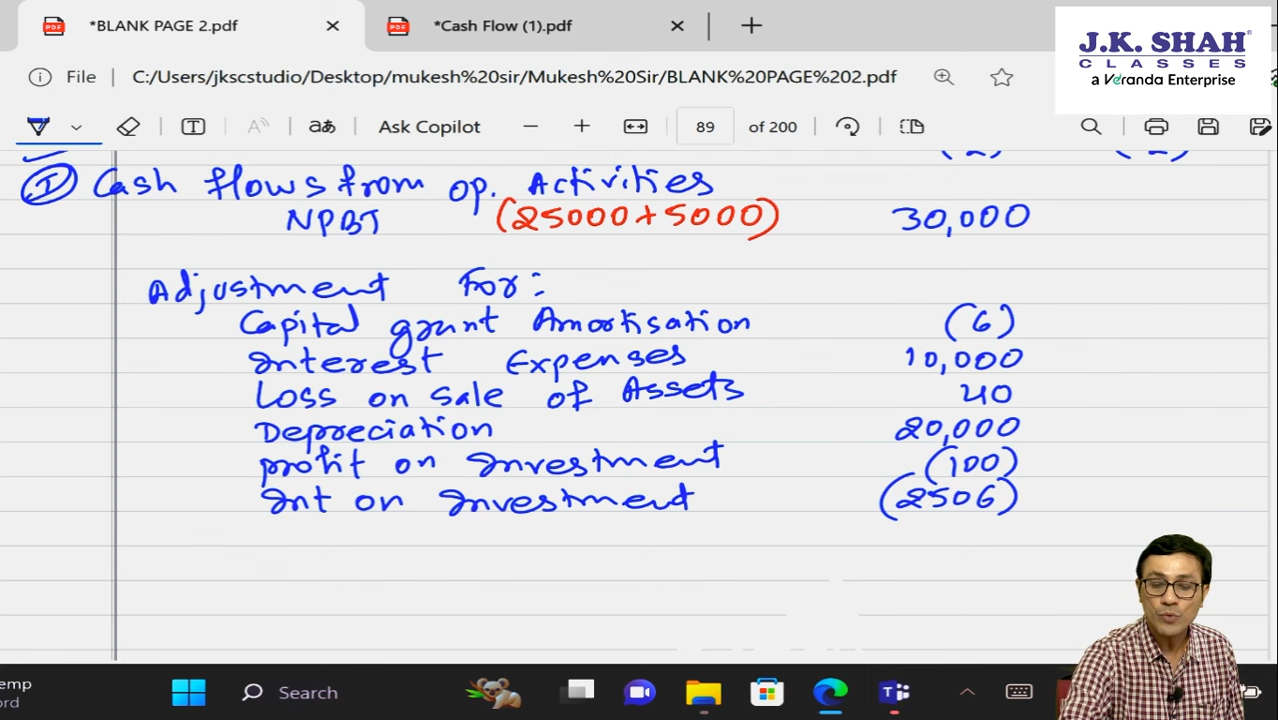 *BLANK PAGE 2.pdf
*Cash Flow (1).pdf
J.K. SHAH®
CLASSES
a Veranda Enterprise
File C:/Users/jkscstudio/Desktop/mukesh%20sir/Mukesh%20Sir/BLANK%20PAGE%202.pdf
Ask Copilot 89 of 200
I Cash flows from op. Activities
NPBT (25000+5000) 30,000
Adjustment For:
Capital grant Amortisation (6)
Interest Expenses 10,000
Loss on Sale of Assets 40
Depreciation 20,000
profit on Investment (100)
Int on Investment (2506)
emp
ord
Search